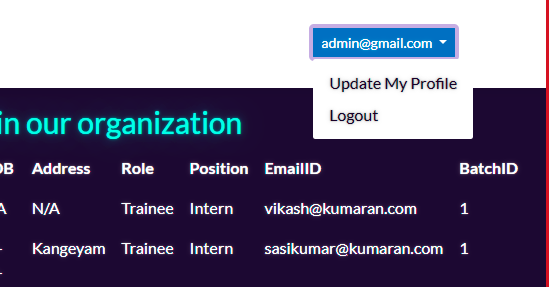 admin@gmail.com
Update My Profile
Logout
in our organization
OB Address Role Position EmailID BatchID
A N/A Trainee Intern vikash@kumaran.com 1
- Kangeyam Trainee Intern sasikumar@kumaran.com 1
-